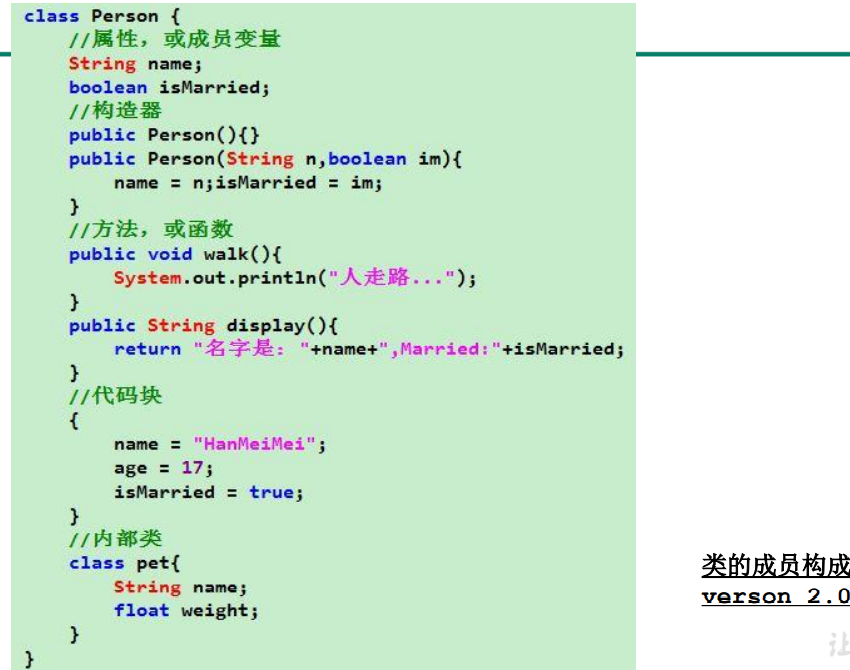 class Person {
//属性，或成员变量
String name;
boolean isMarried;
//构造器
public Person(){}
public Person(String n,boolean im){
name = n;isMarried = im;
}
//方法，或函数
public void walk(){
System.out.println("人走路...");
}
public String display(){
return "名字是："+name+",Married:"+isMarried;
}
//代码块
{
name = "HanMeiMei";
age = 17;
isMarried = true;
}
//内部类
class pet{
String name;
float weight;
}
}
类的成员构成
verson 2.0
让